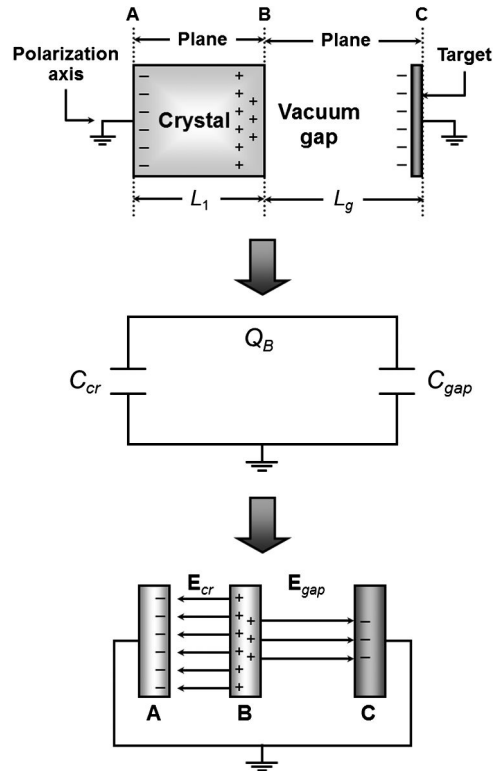 A B C
Plane Plane
Polarization
axis
Target
Crystal
Vacuum
gap
− − − − − −
+ + + + + +
+ + +
− − − − − −
L1 Lg
QB
Ccr Cgap
Ecr Egap
− − − − − −
+ + + + + +
+ + +
− − −
A B C